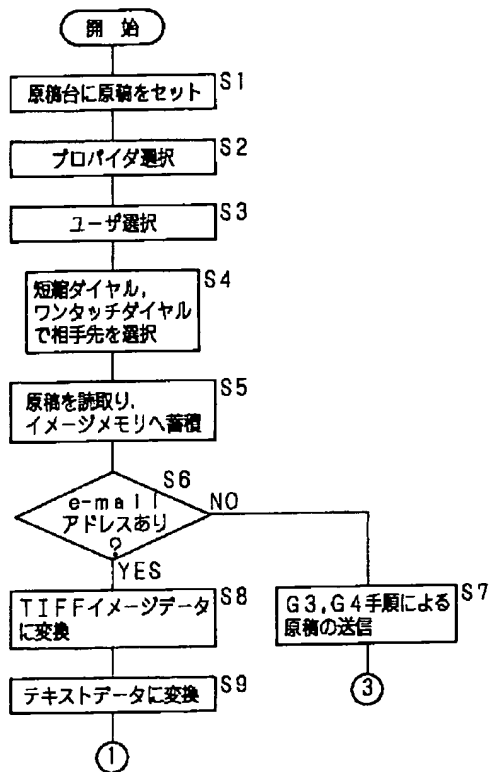 開 始
原稿台に原稿をセット S1
プロバイダ選択 S2
ユーザ選択 S3
S4
短縮ダイヤル,
ワンタッチダイヤル
で相手先を選択
S5
原稿を読取り,
イメージメモリへ蓄積
S6
e-mail
アドレスあり
?
NO
YES
S8
TIFFイメージデータ
に変換
S7
G3,G4手順による
原稿の送信
テキストデータに変換 S9
③
①